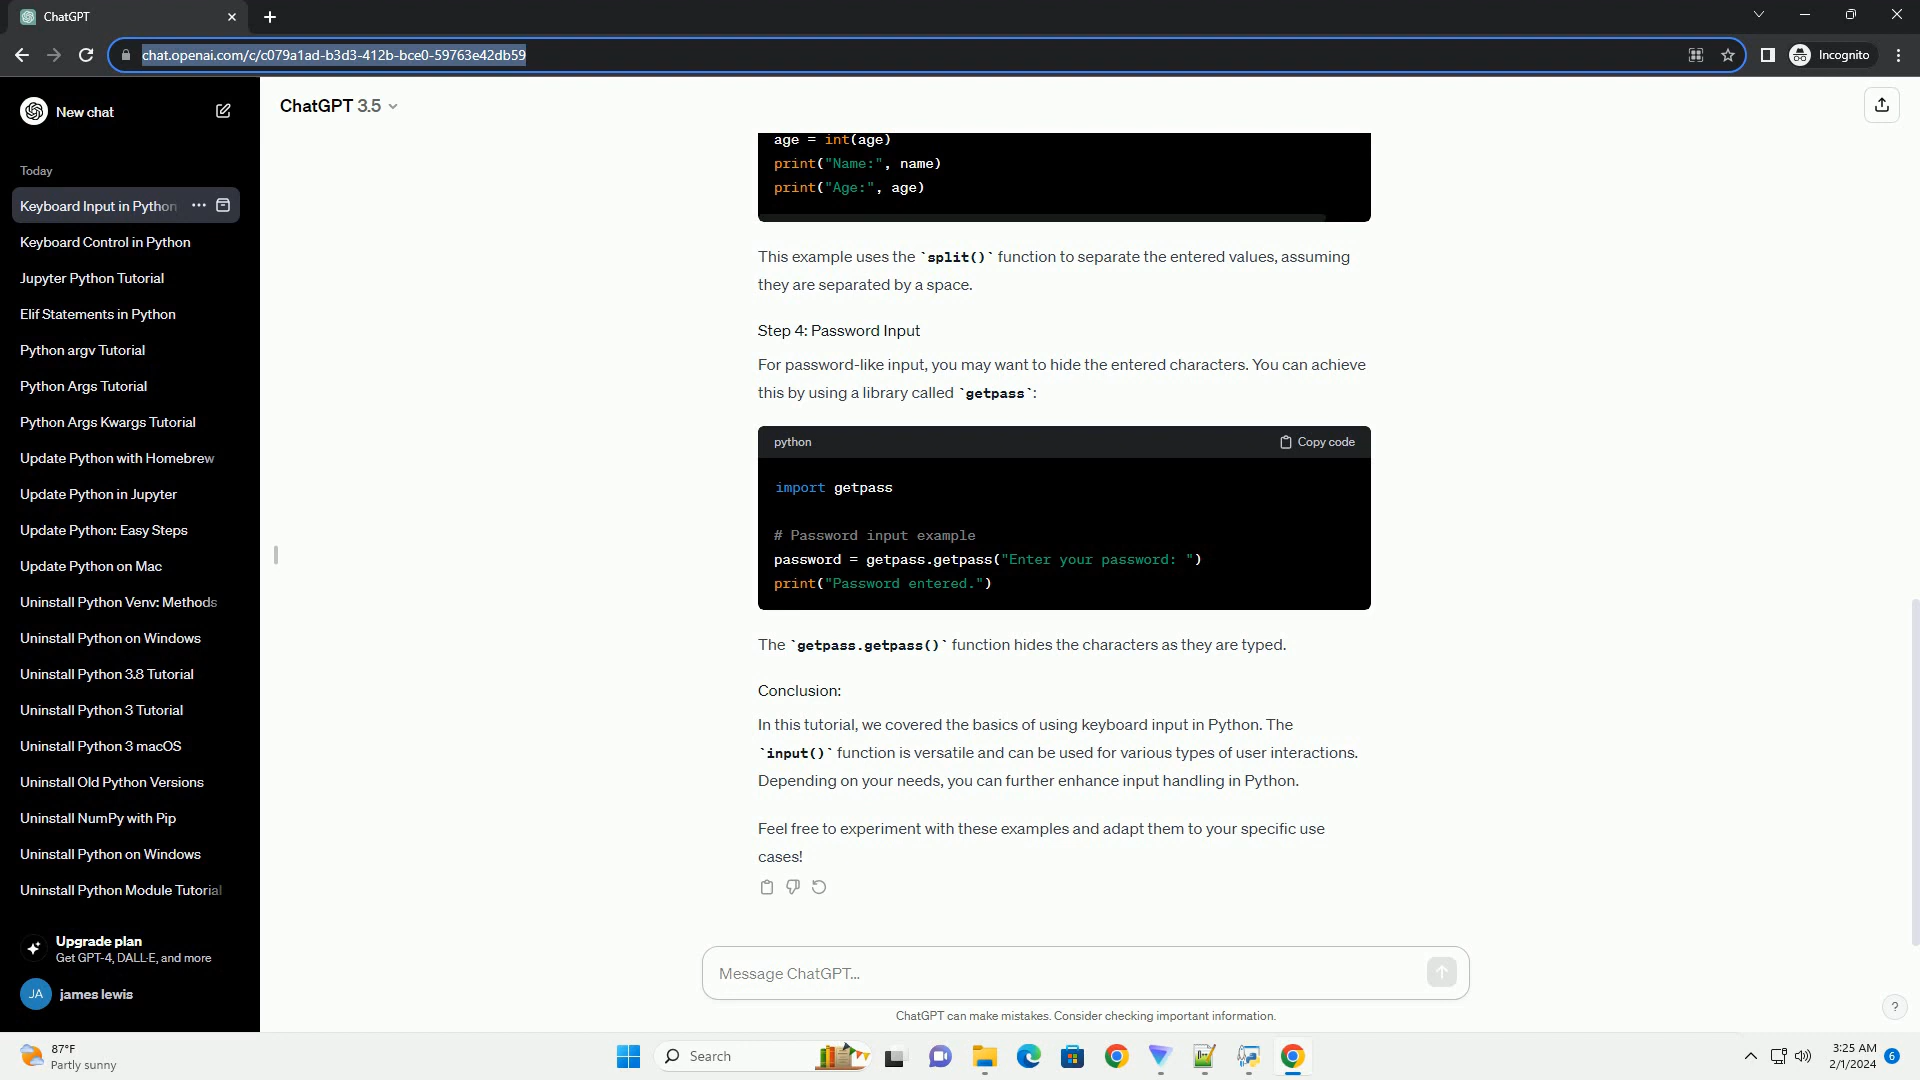 ChatGPT
chat.openai.com/c/c079a1ad-b3d3-412b-bce0-59763e42db59
Incognito
New chat
Today
Keyboard Input in Python
Keyboard Control in Python
Jupyter Python Tutorial
Elif Statements in Python
Python argv Tutorial
Python Args Tutorial
Python Args Kwargs Tutorial
Update Python with Homebrew
Update Python in Jupyter
Update Python: Easy Steps
Update Python on Mac
Uninstall Python Venv: Methods
Uninstall Python on Windows
Uninstall Python 3.8 Tutorial
Uninstall Python 3 Tutorial
Uninstall Python 3 macOS
Uninstall Old Python Versions
Uninstall NumPy with Pip
Uninstall Python on Windows
Uninstall Python Module Tutorial
Upgrade plan
Get GPT-4, DALL·E, and more
JA james lewis
ChatGPT 3.5
age = int(age)
print("Name:", name)
print("Age:", age)
This example uses the `split()` function to separate the entered values, assuming
they are separated by a space.
Step 4: Password Input
For password-like input, you may want to hide the entered characters. You can achieve
this by using a library called `getpass`:
python Copy code
import getpass
# Password input example
password = getpass.getpass("Enter your password: ")
print("Password entered.")
The `getpass.getpass()` function hides the characters as they are typed.
Conclusion:
In this tutorial, we covered the basics of using keyboard input in Python. The
`input()` function is versatile and can be used for various types of user interactions.
Depending on your needs, you can further enhance input handling in Python.
Feel free to experiment with these examples and adapt them to your specific use
cases!
Message ChatGPT...
ChatGPT can make mistakes. Consider checking important information.
?
87°F
Partly sunny
Search
3:25 AM
2/1/2024
6